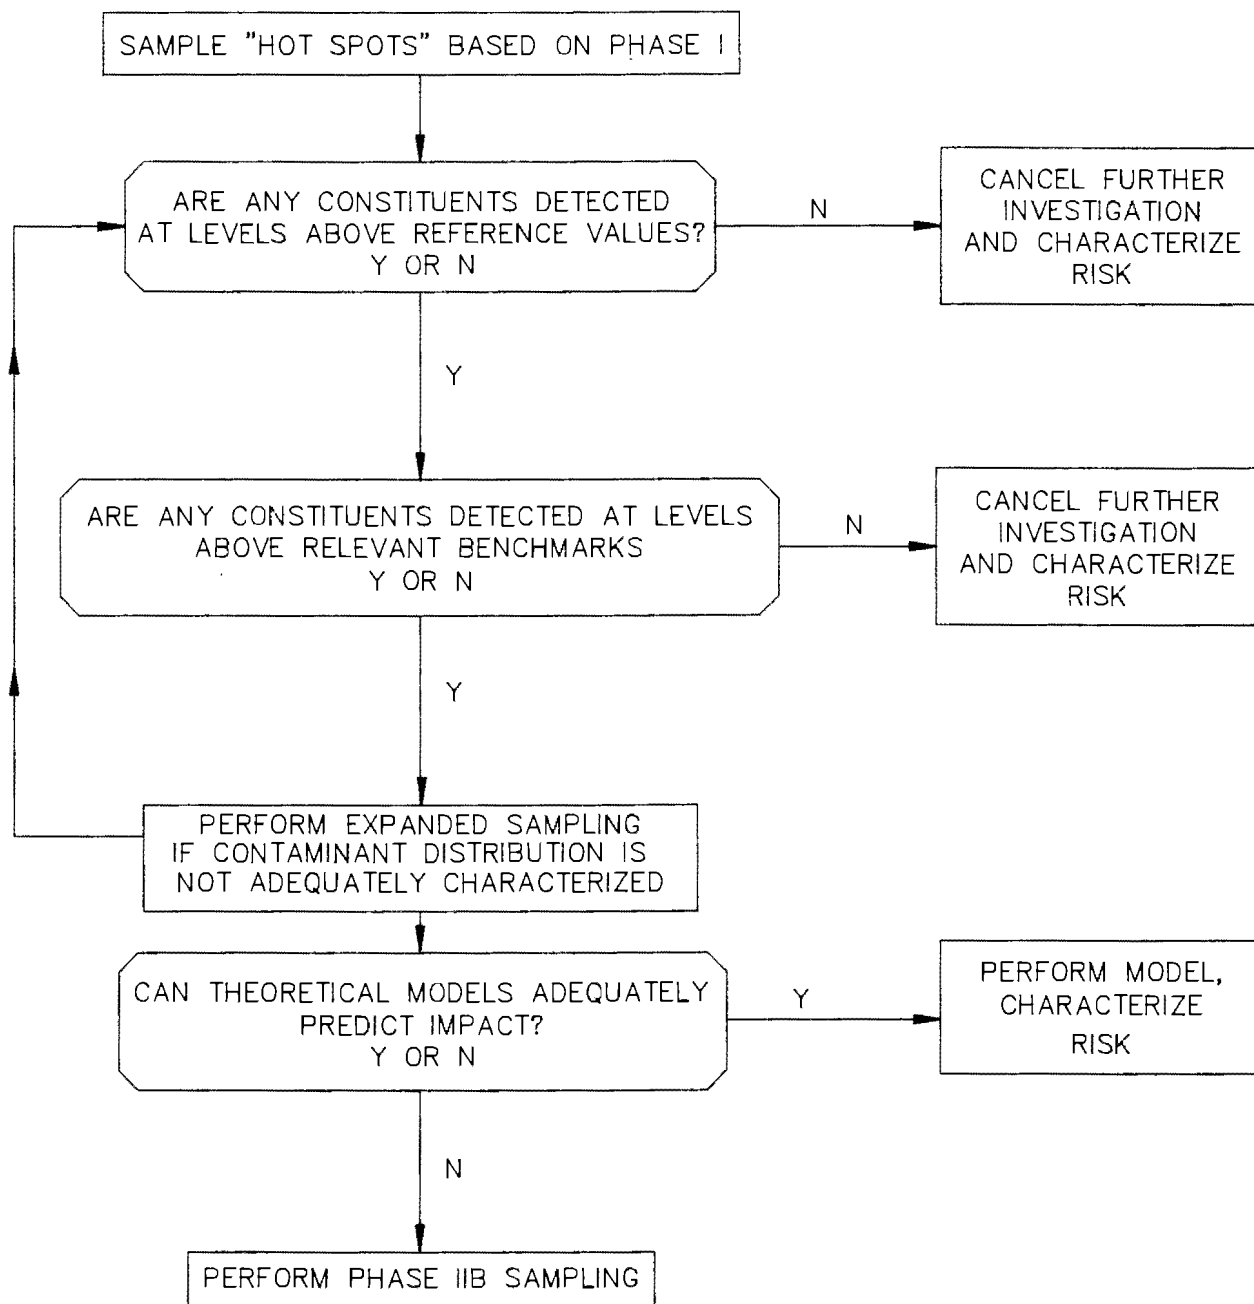 SAMPLE "HOT SPOTS" BASED ON PHASE I
ARE ANY CONSTITUENTS DETECTED
AT LEVELS ABOVE REFERENCE VALUES?
Y OR N
N
CANCEL FURTHER
INVESTIGATION
AND CHARACTERIZE
RISK
Y
ARE ANY CONSTITUENTS DETECTED AT LEVELS
ABOVE RELEVANT BENCHMARKS
Y OR N
N
CANCEL FURTHER
INVESTIGATION
AND CHARACTERIZE
RISK
Y
PERFORM EXPANDED SAMPLING
IF CONTAMINANT DISTRIBUTION IS
NOT ADEQUATELY CHARACTERIZED
CAN THEORETICAL MODELS ADEQUATELY
PREDICT IMPACT?
Y OR N
Y
PERFORM MODEL,
CHARACTERIZE
RISK
N
PERFORM PHASE IIB SAMPLING